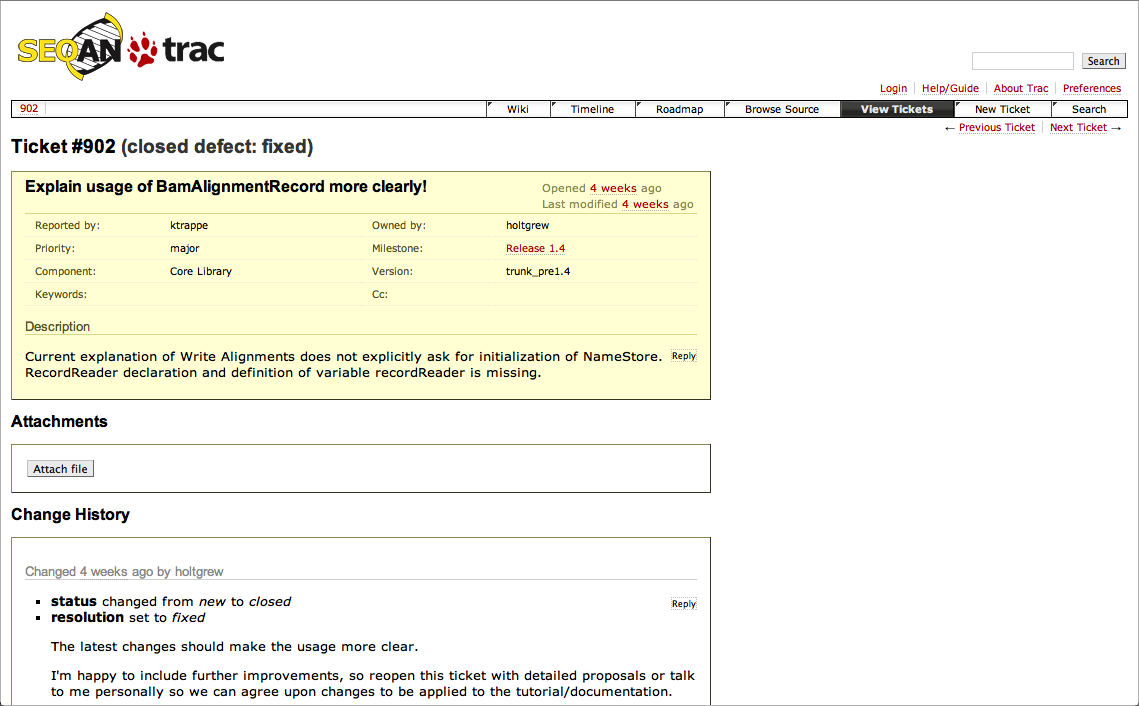 SEQAN trac
Search
Login Help/Guide About Trac Preferences
902 Wiki Timeline Roadmap Browse Source View Tickets New Ticket Search
← Previous Ticket Next Ticket →
Ticket #902 (closed defect: fixed)
Explain usage of BamAlignmentRecord more clearly!
Opened 4 weeks ago
Last modified 4 weeks ago
Reported by: ktrappe Owned by: holtgrew
Priority: major Milestone: Release 1.4
Component: Core Library Version: trunk_pre1.4
Keywords: Cc:
Description
Current explanation of Write Alignments does not explicitly ask for initialization of NameStore. Reply
RecordReader declaration and definition of variable recordReader is missing.
Attachments
Attach file
Change History
Changed 4 weeks ago by holtgrew
▪ status changed from new to closed Reply
▪ resolution set to fixed
The latest changes should make the usage more clear.
I'm happy to include further improvements, so reopen this ticket with detailed proposals or talk
to me personally so we can agree upon changes to be applied to the tutorial/documentation.